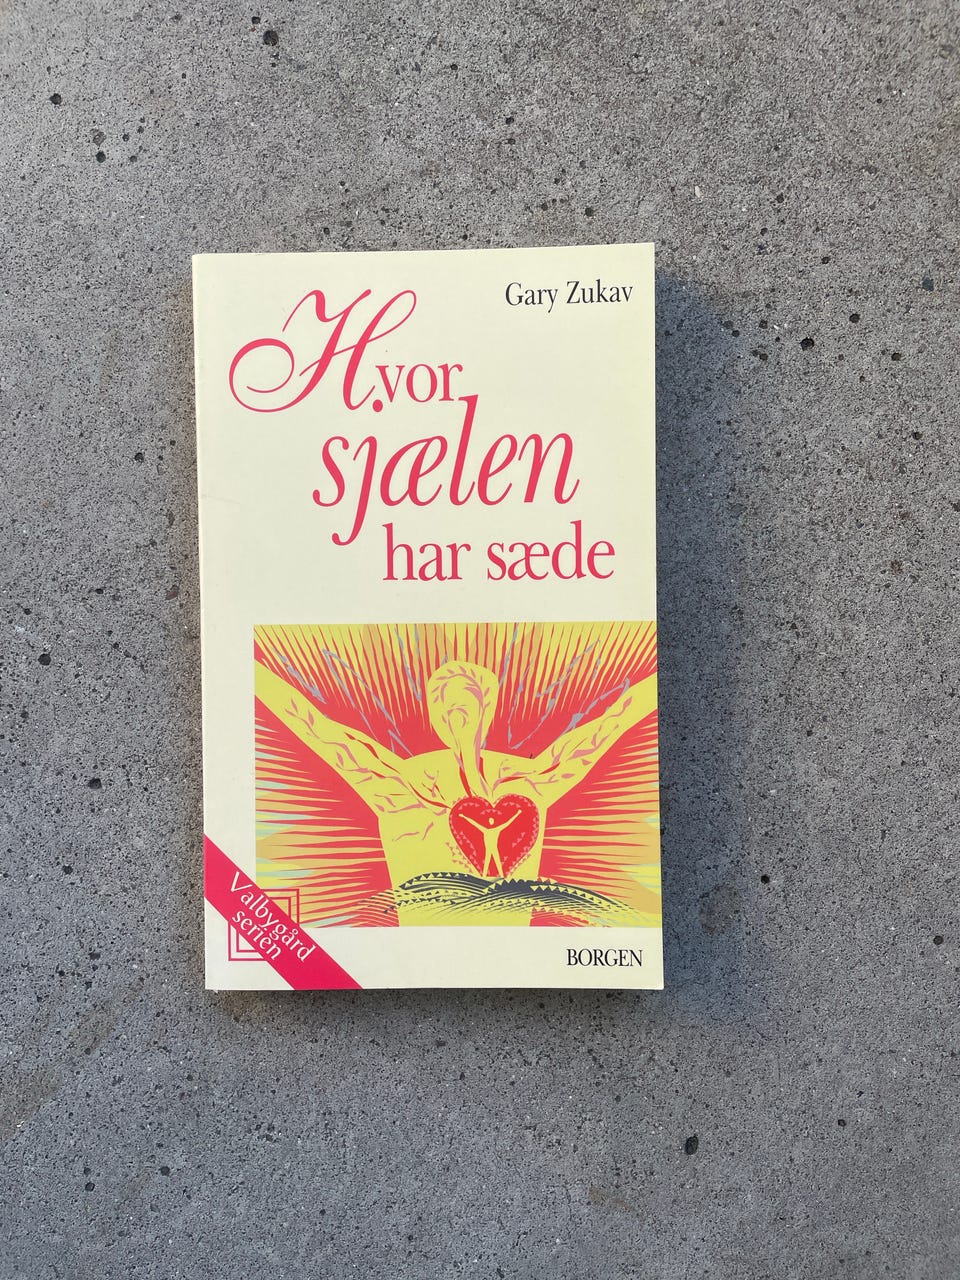 Gary Zukav
Hvor
sjælen
har sæde
Valbygård
serien
BORGEN